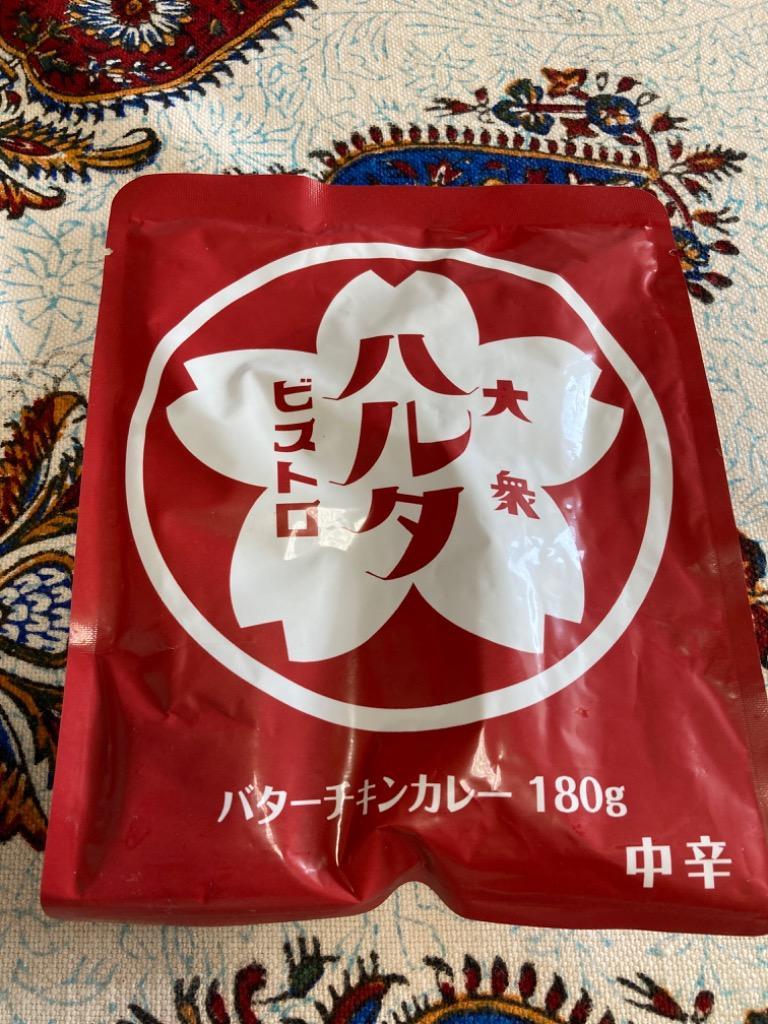 大衆
ハルタ
ビストロ
バターチキンカレー 180g
中辛